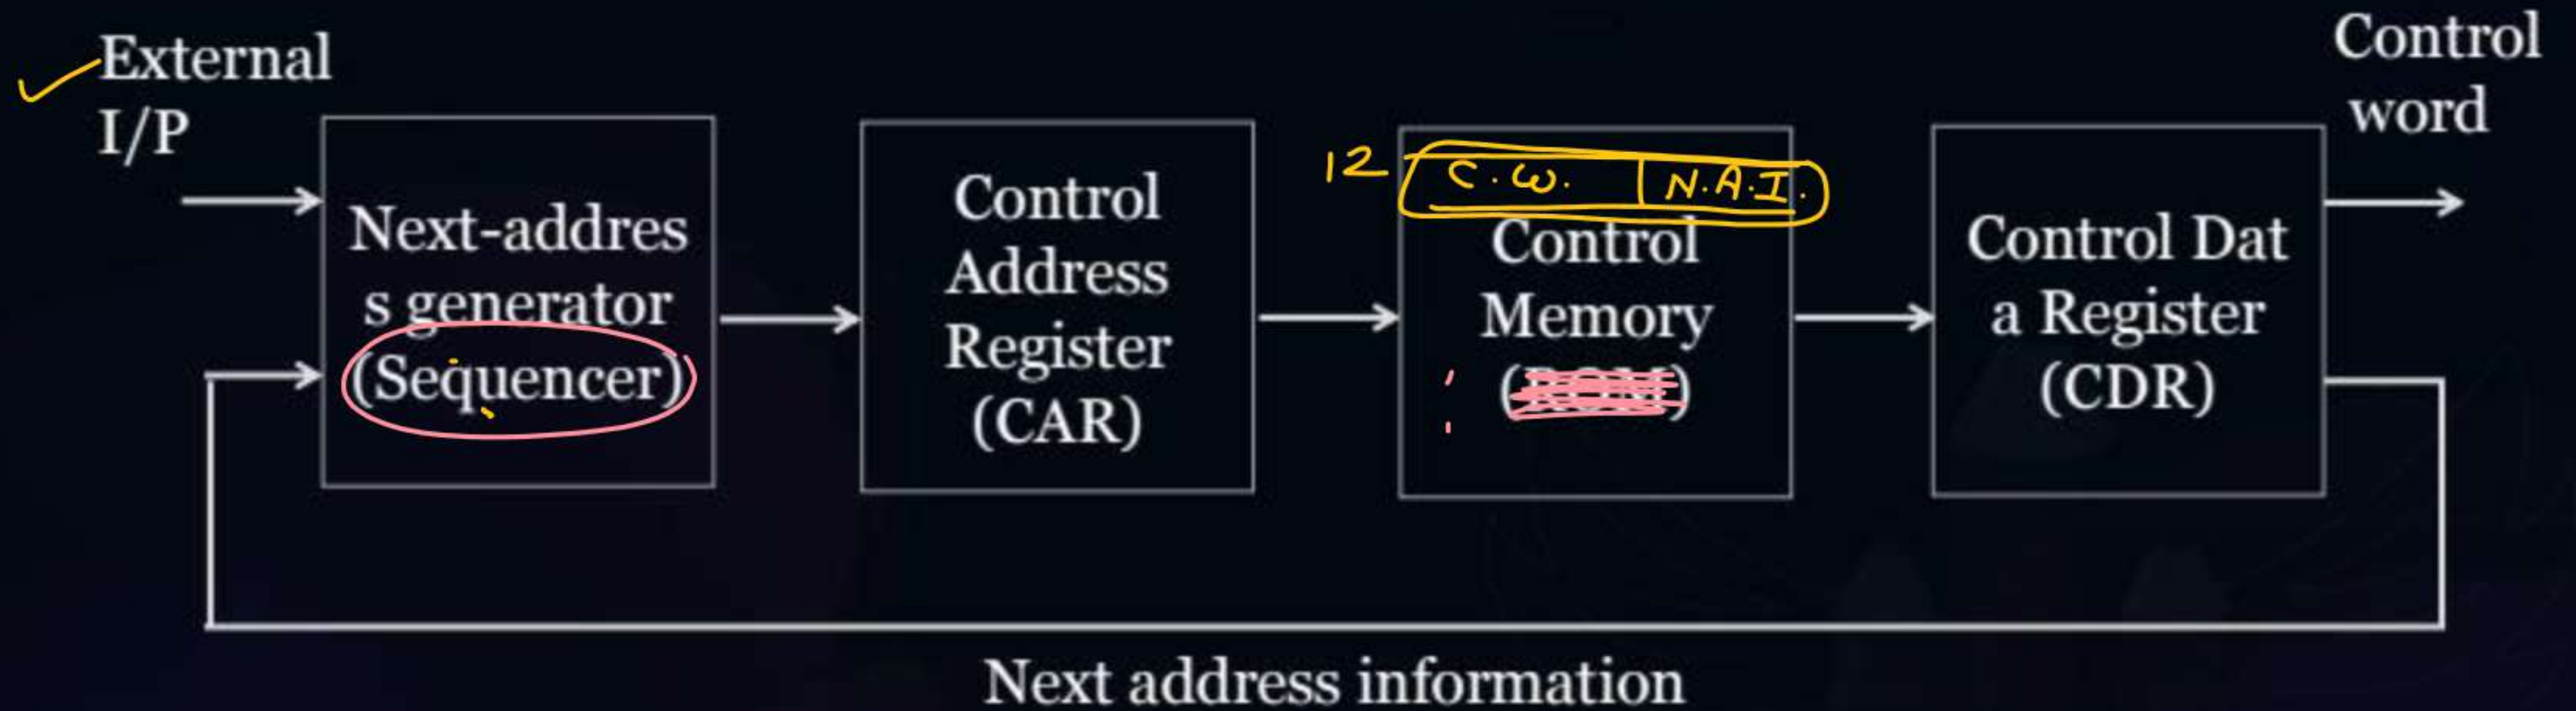 External
I/P
Next-addres
s generator
(Sequencer)
Control
Address
Register
(CAR)
12
C.W. N.A.I.
Control
Memory
Control Dat
a Register
(CDR)
Control
word
Next address information